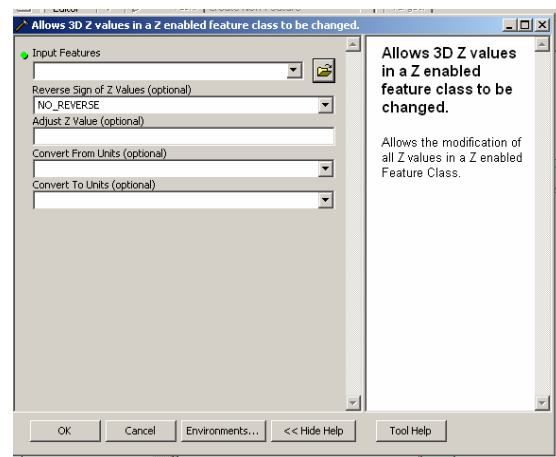 Editor
Allows 3D Z values in a Z enabled feature class to be changed.
Input Features
Reverse Sign of Z Values (optional)
NO_REVERSE
Adjust Z Value (optional)
Convert From Units (optional)
Convert To Units (optional)
Allows 3D Z values
in a Z enabled
feature class to be
changed.
Allows the modification of
all Z values in a Z enabled
Feature Class.
OK
Cancel
Environments...
<< Hide Help
Tool Help